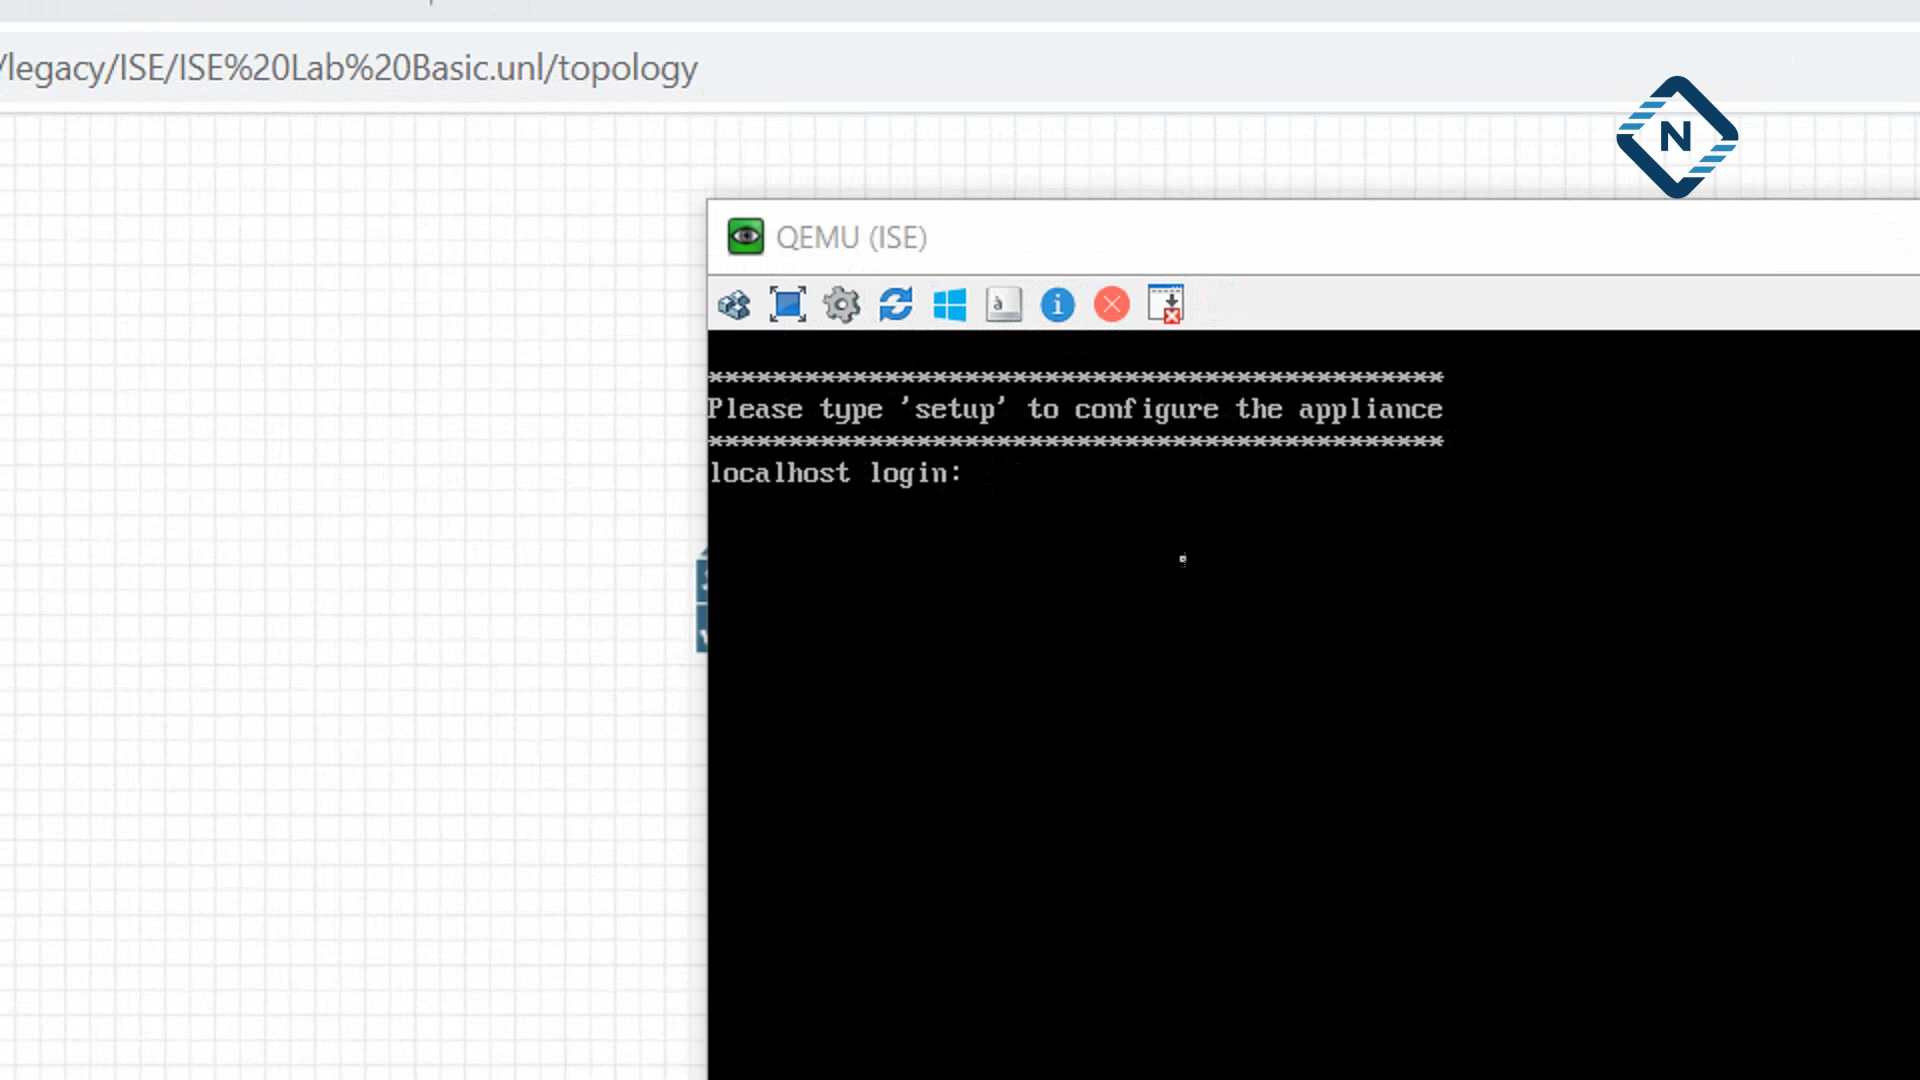 /legacy/ISE/ISE%20Lab%20Basic.unl/topology
N
QEMU (ISE)
*********************************************
Please type 'setup' to configure the appliance
*********************************************
localhost login: